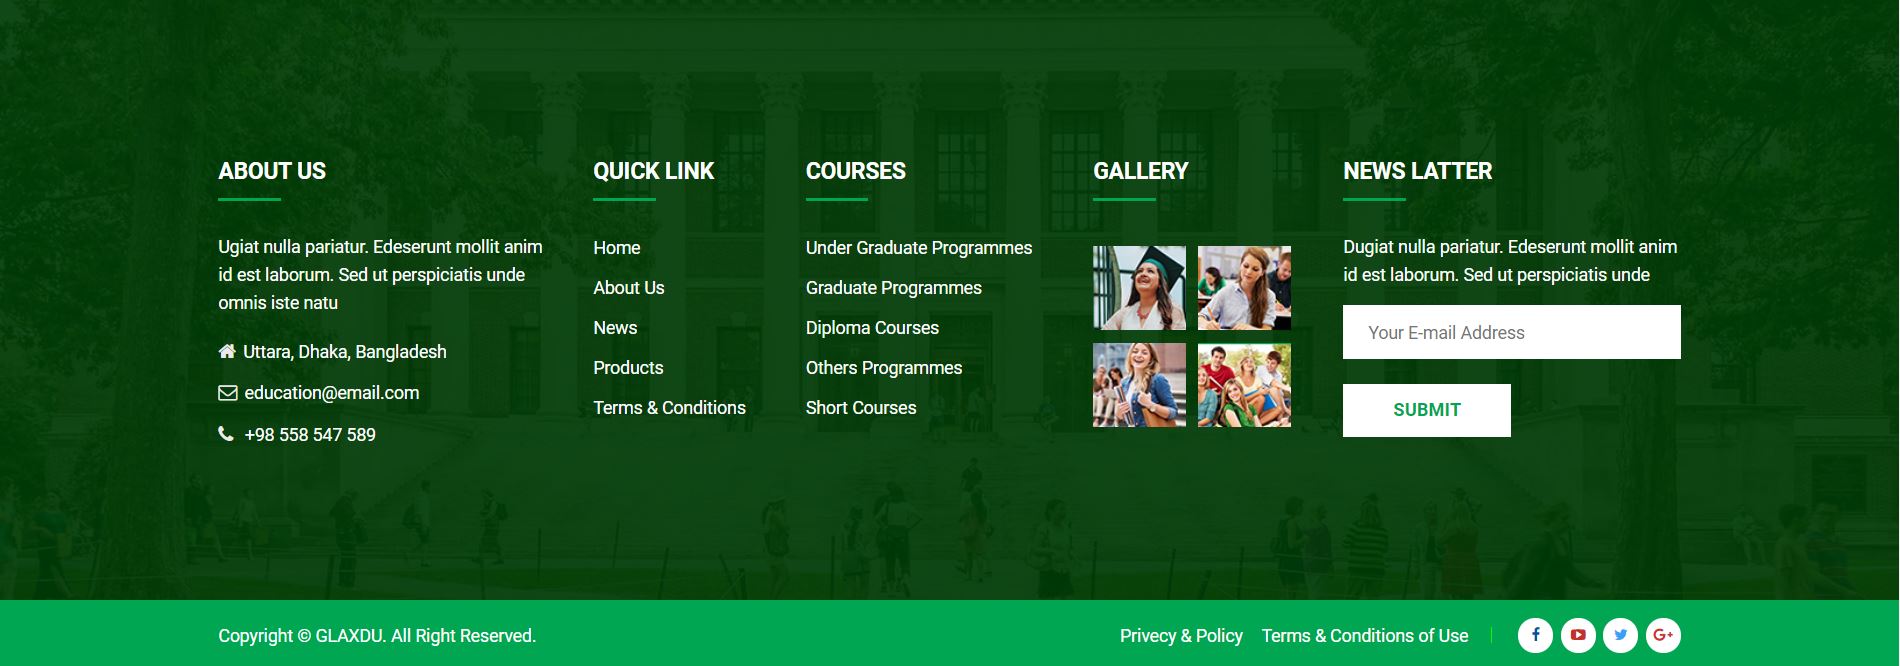 ABOUT US
Ugiat nulla pariatur. Edeserunt mollit anim
id est laborum. Sed ut perspiciatis unde
omnis iste natu
Uttara, Dhaka, Bangladesh
education@email.com
+98 558 547 589
QUICK LINK
Home
About Us
News
Products
Terms & Conditions
COURSES
Under Graduate Programmes
Graduate Programmes
Diploma Courses
Others Programmes
Short Courses
GALLERY
NEWS LATTER
Dugiat nulla pariatur. Edeserunt mollit anim
id est laborum. Sed ut perspiciatis unde
Your E-mail Address
SUBMIT
Copyright © GLAXDU. All Right Reserved.
Privecy & Policy Terms & Conditions of Use